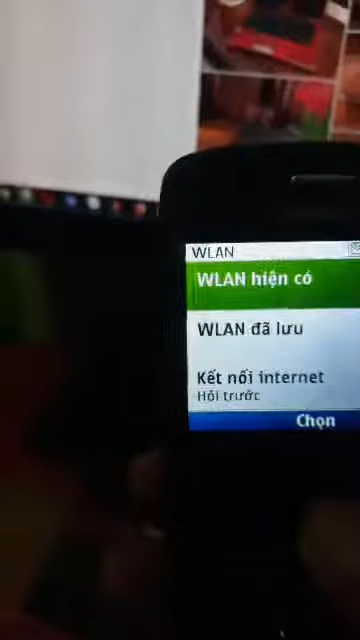 WLAN
WLAN hiện có
WLAN đã lưu
Kết nối internet
Hỏi trước
Chọn